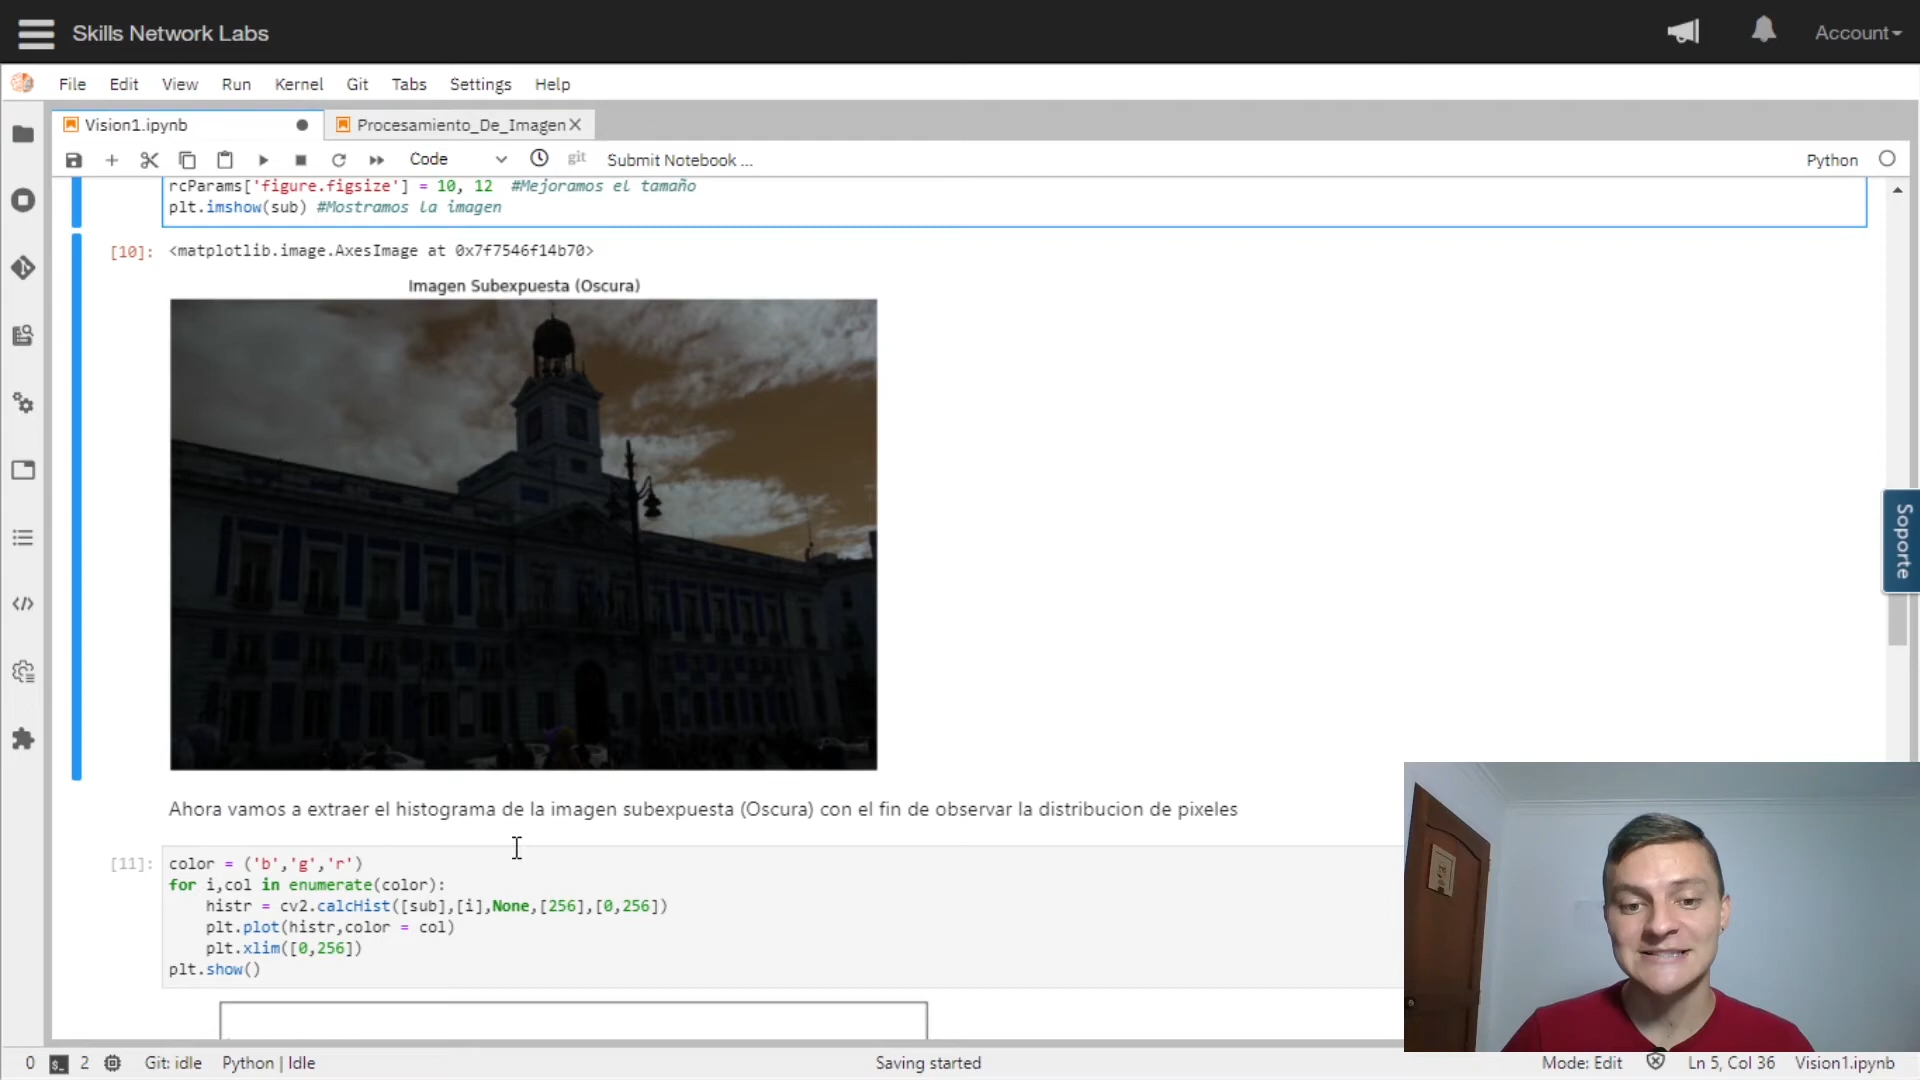 Skills Network Labs
Account
File Edit View Run Kernel Git Tabs Settings Help
Vision1.ipynb
Procesamiento_De_Imagen
Code
git
Submit Notebook ...
Python
rcParams['figure.figsize'] = 10, 12 #Mejoramos el tamaño
plt.imshow(sub) #Mostramos la imagen
[10]: <matplotlib.image.AxesImage at 0x7f7546f14b70>
Imagen Subexpuesta (Oscura)
Soporte
Ahora vamos a extraer el histograma de la imagen subexpuesta (Oscura) con el fin de observar la distribucion de pixeles
[11]: color = ('b','g','r')
for i,col in enumerate(color):
histr = cv2.calcHist([sub],[i],None,[256],[0,256])
plt.plot(histr,color = col)
plt.xlim([0,256])
plt.show()
0 $_ 2 Git: idle Python | Idle Saving started Mode: Edit Ln 5, Col 36 Vision1.ipynb